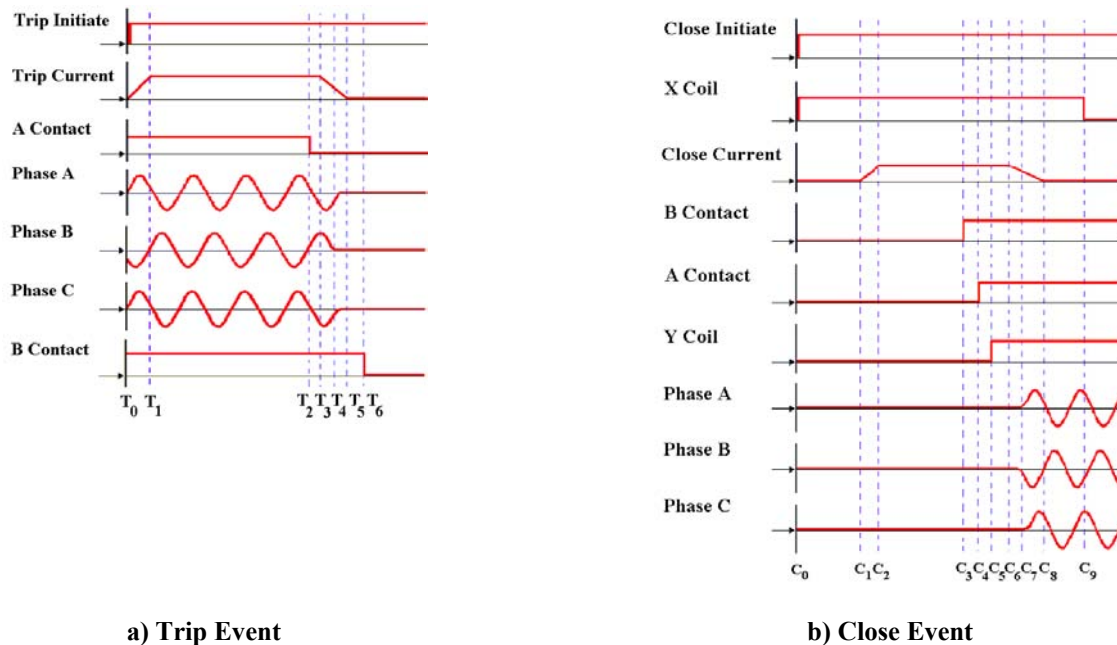 Trip Initiate
Trip Current
A Contact
Phase A
Phase B
Phase C
B Contact
T0 T1 T2 T3 T4 T5 T6
a) Trip Event
Close Initiate
X Coil
Close Current
B Contact
A Contact
Y Coil
Phase A
Phase B
Phase C
C0 C1 C2 C3 C4 C5 C6 C7 C8 C9
b) Close Event